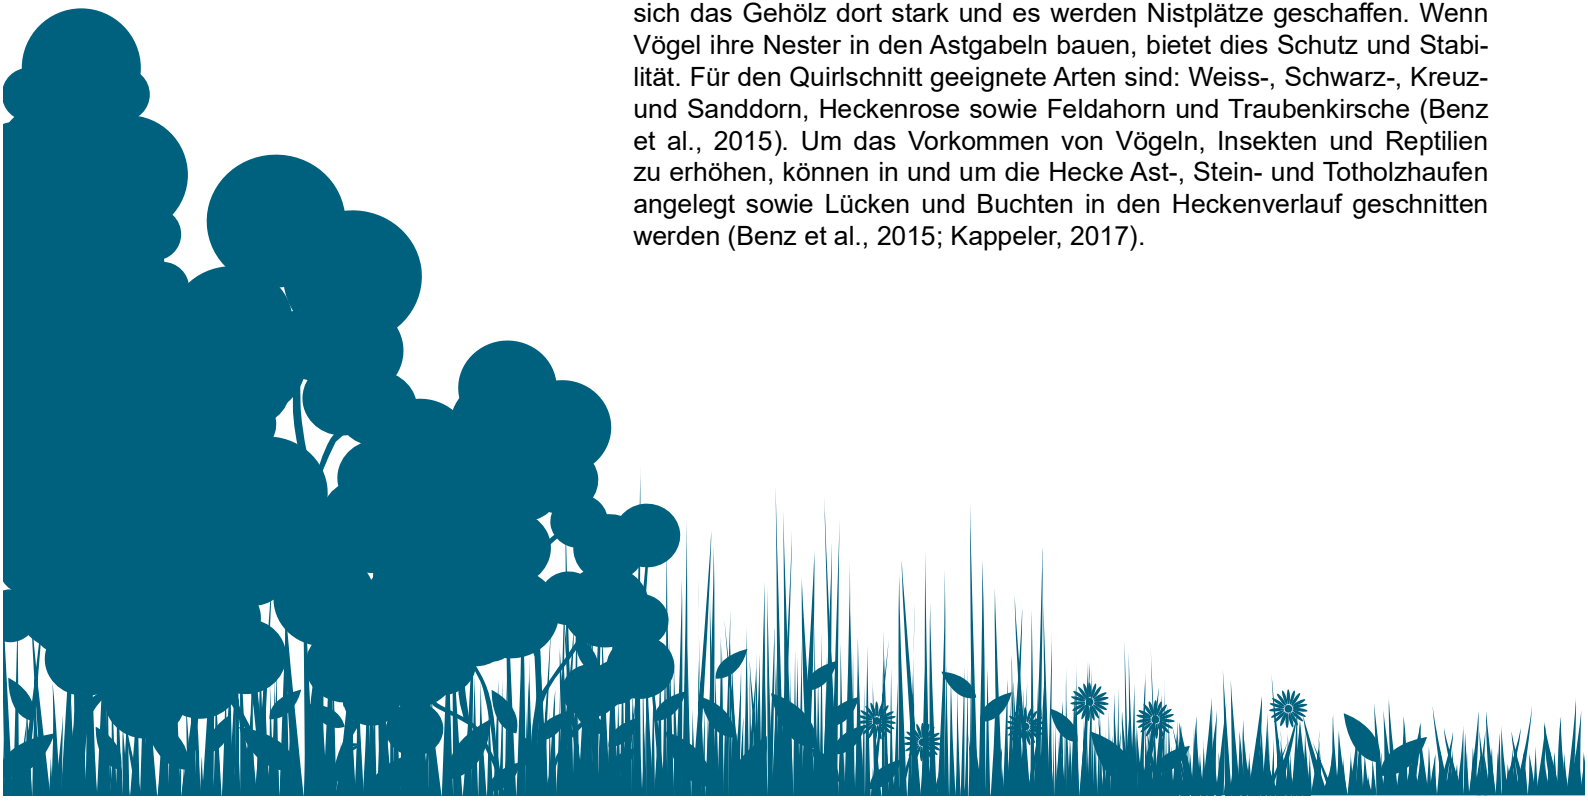 sich das Gehölz dort stark und es werden Nistplätze geschaffen. Wenn
Vögel ihre Nester in den Astgabeln bauen, bietet dies Schutz und Stabi-
lität. Für den Quirlschnitt geeignete Arten sind: Weiss-, Schwarz-, Kreuz-
und Sanddorn, Heckenrose sowie Feldahorn und Traubenkirsche (Benz
et al., 2015). Um das Vorkommen von Vögeln, Insekten und Reptilien
zu erhöhen, können in und um die Hecke Ast-, Stein- und Totholzhaufen
angelegt sowie Lücken und Buchten in den Heckenverlauf geschnitten
werden (Benz et al., 2015; Kappeler, 2017).